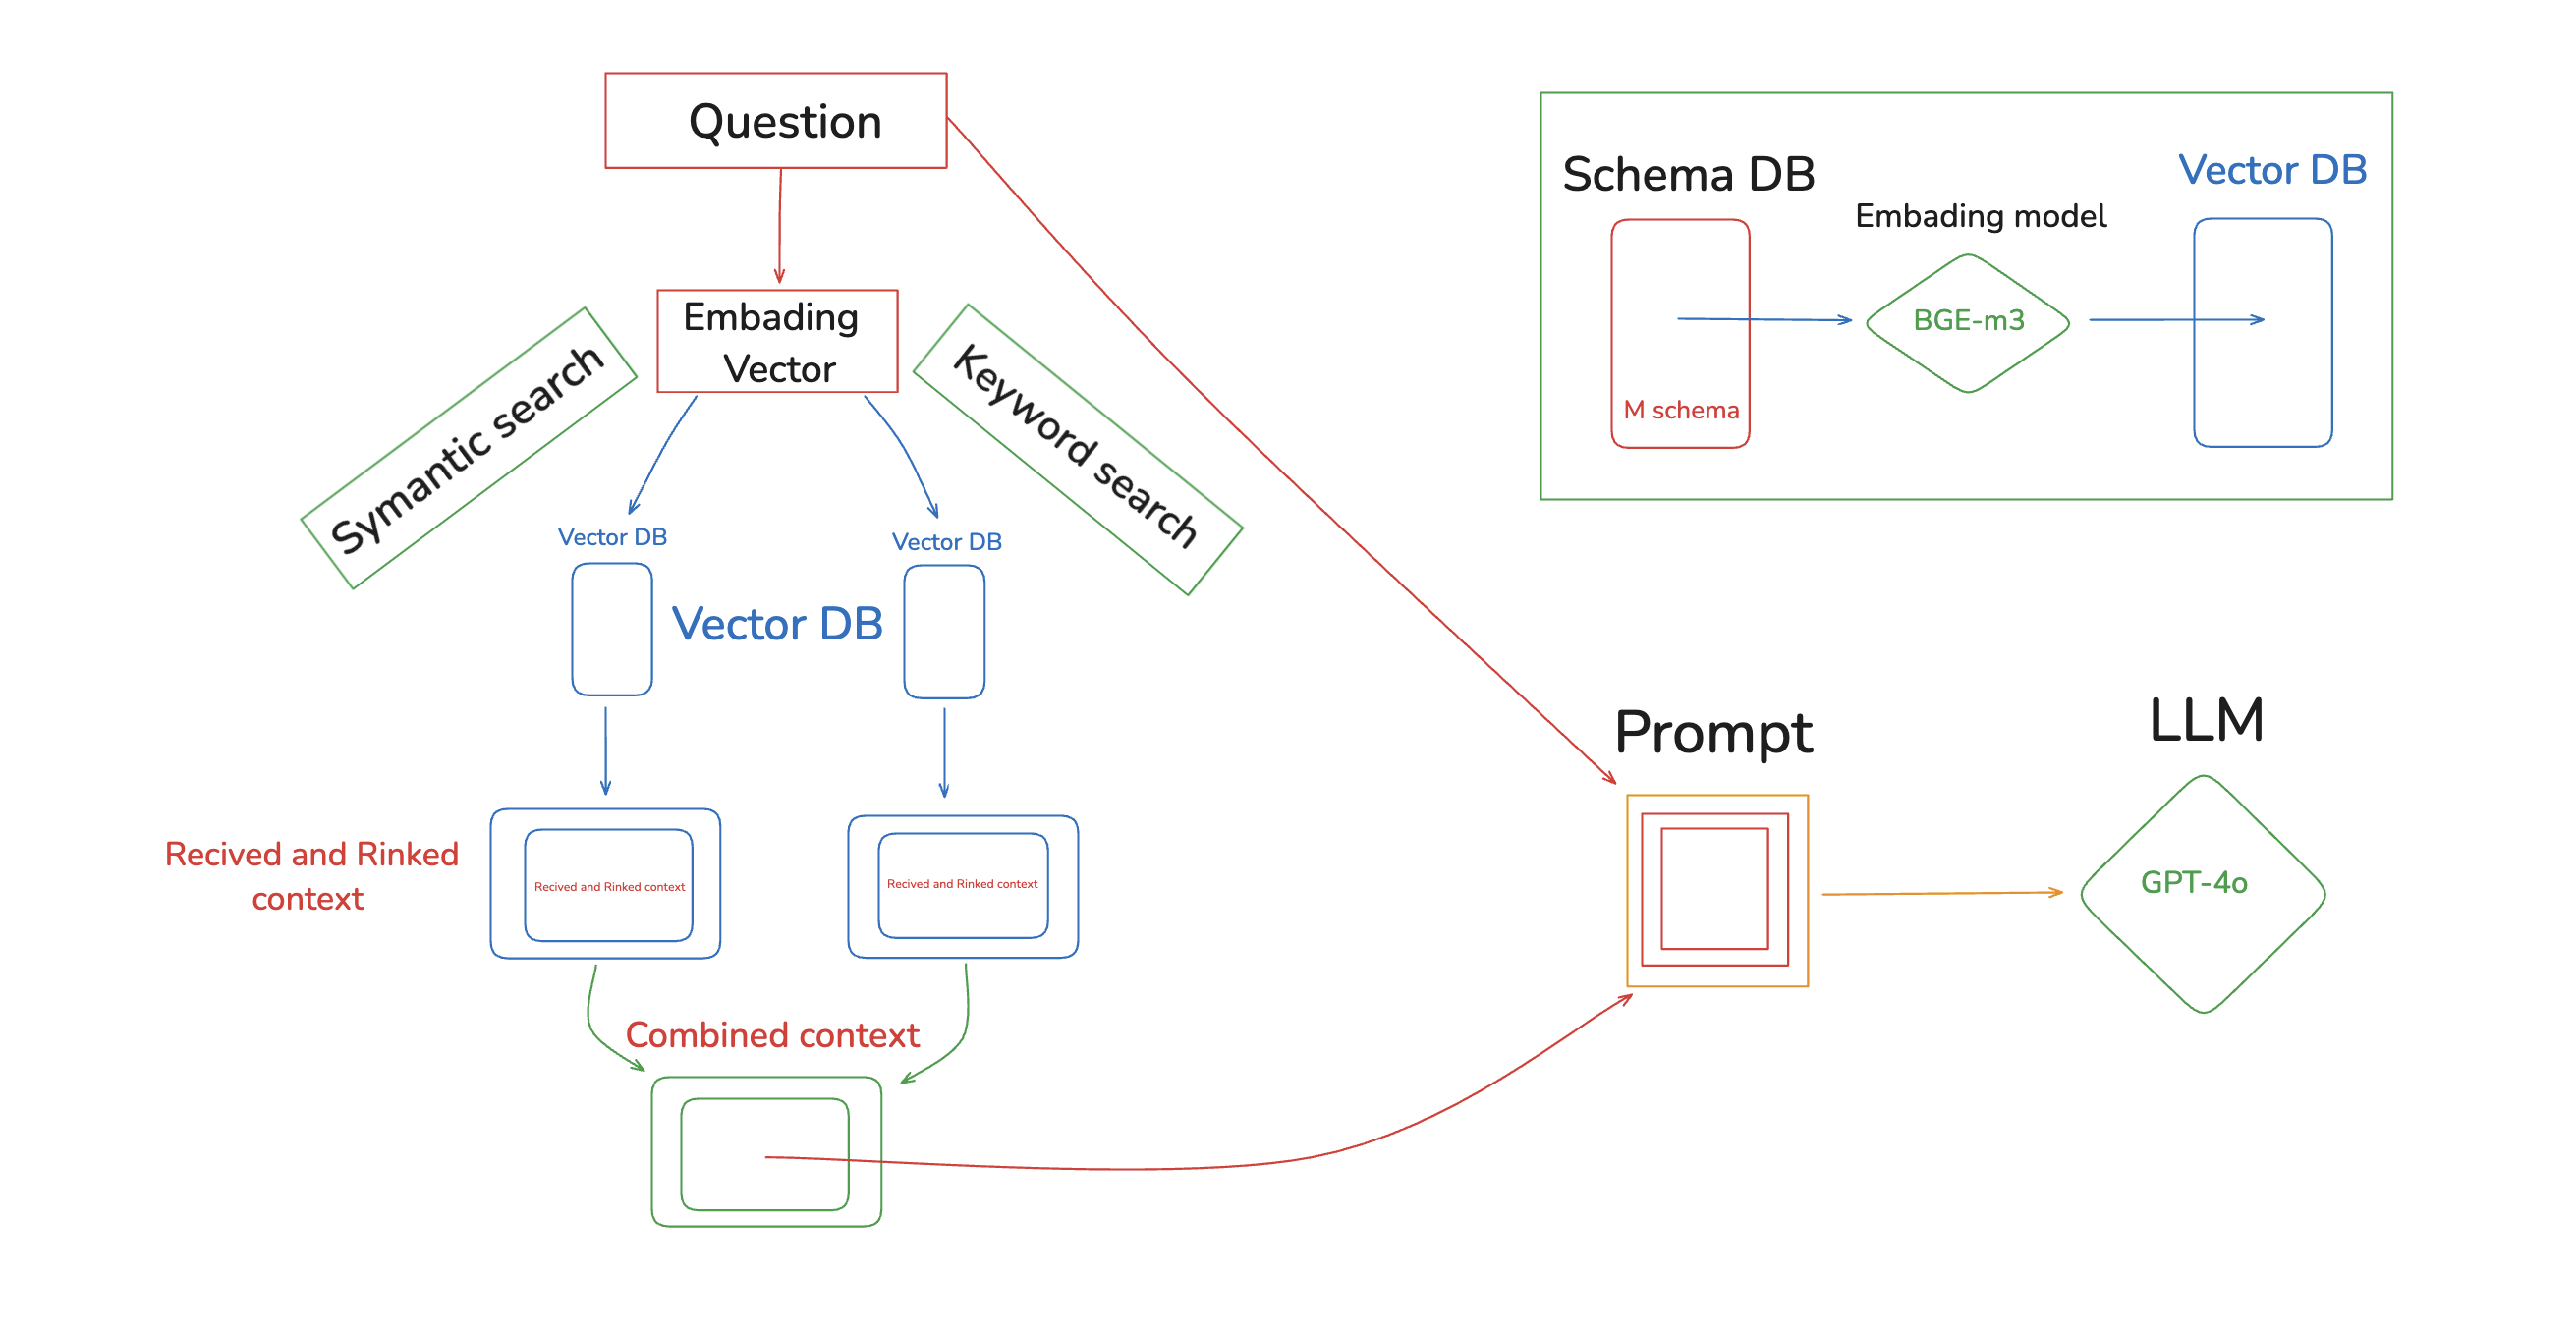 Question
Embading
Vector
Symantic search
Keyword search
Vector DB
Vector DB
Vector DB
Recived and Rinked
context
Recived and Rinked context
Recived and Rinked context
Combined context
Schema DB
Vector DB
Embading model
BGE-m3
M schema
Prompt
LLM
GPT-4o